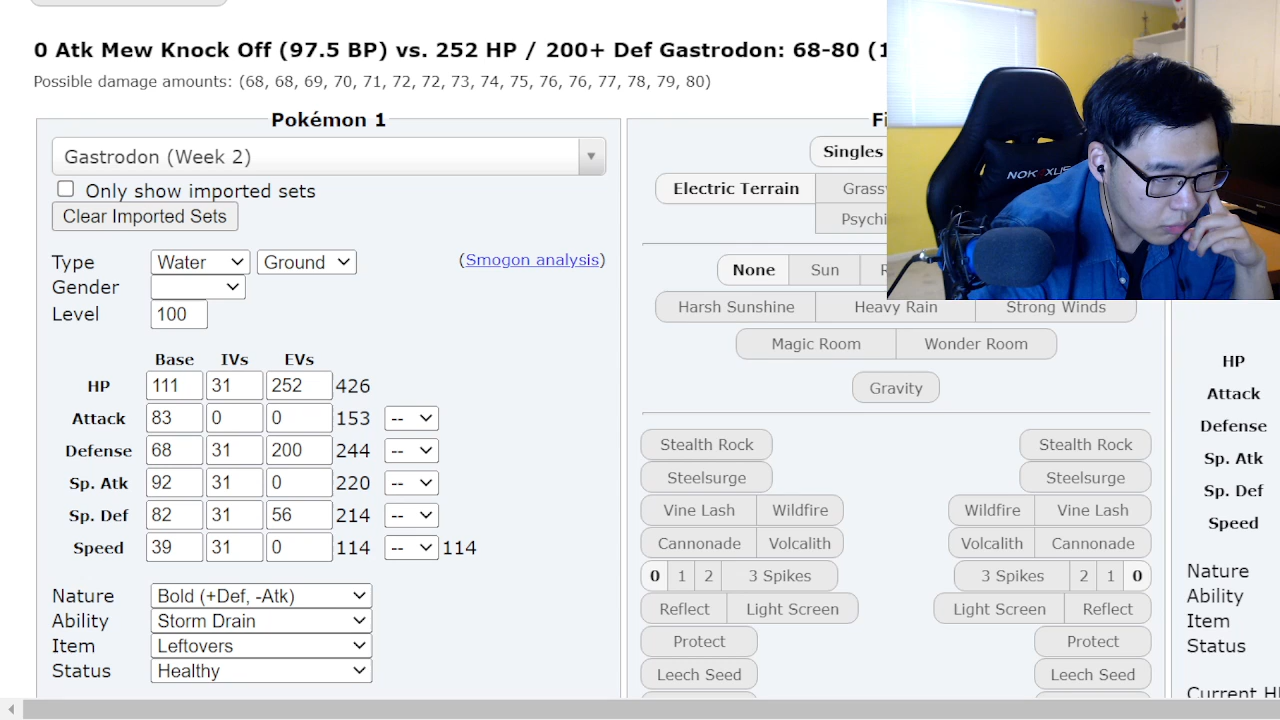 0 Atk Mew Knock Off (97.5 BP) vs. 252 HP / 200+ Def Gastrodon: 68-80 (1
Possible damage amounts: (68, 68, 69, 70, 71, 72, 72, 73, 74, 75, 76, 76, 77, 78, 79, 80)
Pokémon 1
Gastrodon (Week 2)
Only show imported sets
Clear Imported Sets
Type Water Ground (Smogon analysis)
Gender
Level 100
Base IVs EVs
HP 111 31 252 426
Attack 83 0 0 153 --
Defense 68 31 200 244 --
Sp. Atk 92 31 0 220 --
Sp. Def 82 31 56 214 --
Speed 39 31 0 114 -- 114
Nature Bold (+Def, -Atk)
Ability Storm Drain
Item Leftovers
Status Healthy
Fi
Singles
Electric Terrain Grassy
Psychi
None Sun R
Harsh Sunshine Heavy Rain Strong Winds
Magic Room Wonder Room
Gravity
Stealth Rock Stealth Rock
Steelsurge Steelsurge
Vine Lash Wildfire Wildfire Vine Lash
Cannonade Volcalith Volcalith Cannonade
0 1 2 3 Spikes 3 Spikes 2 1 0
Reflect Light Screen Light Screen Reflect
Protect Protect
Leech Seed Leech Seed
HP
Attack
Defense
Sp. Atk
Sp. Def
Speed
Nature
Ability
Item
Status
Current H